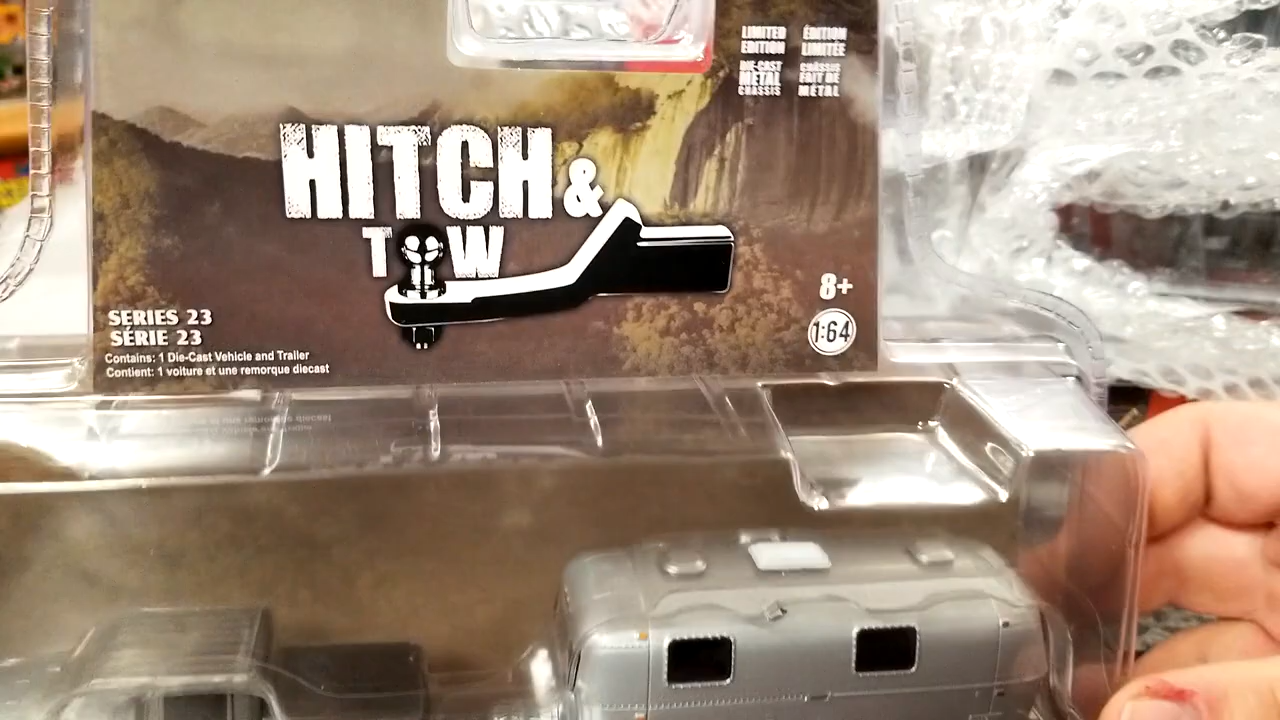 LIMITED EDITION
ÉDITION LIMITÉE
DIE-CAST METAL CHASSIS
CHÂSSIS FAIT DE MÉTAL
HITCH &
TOW
8+
1:64
SERIES 23
SÉRIE 23
Contains: 1 Die-Cast Vehicle and Trailer
Contient: 1 voiture et une remorque diecast